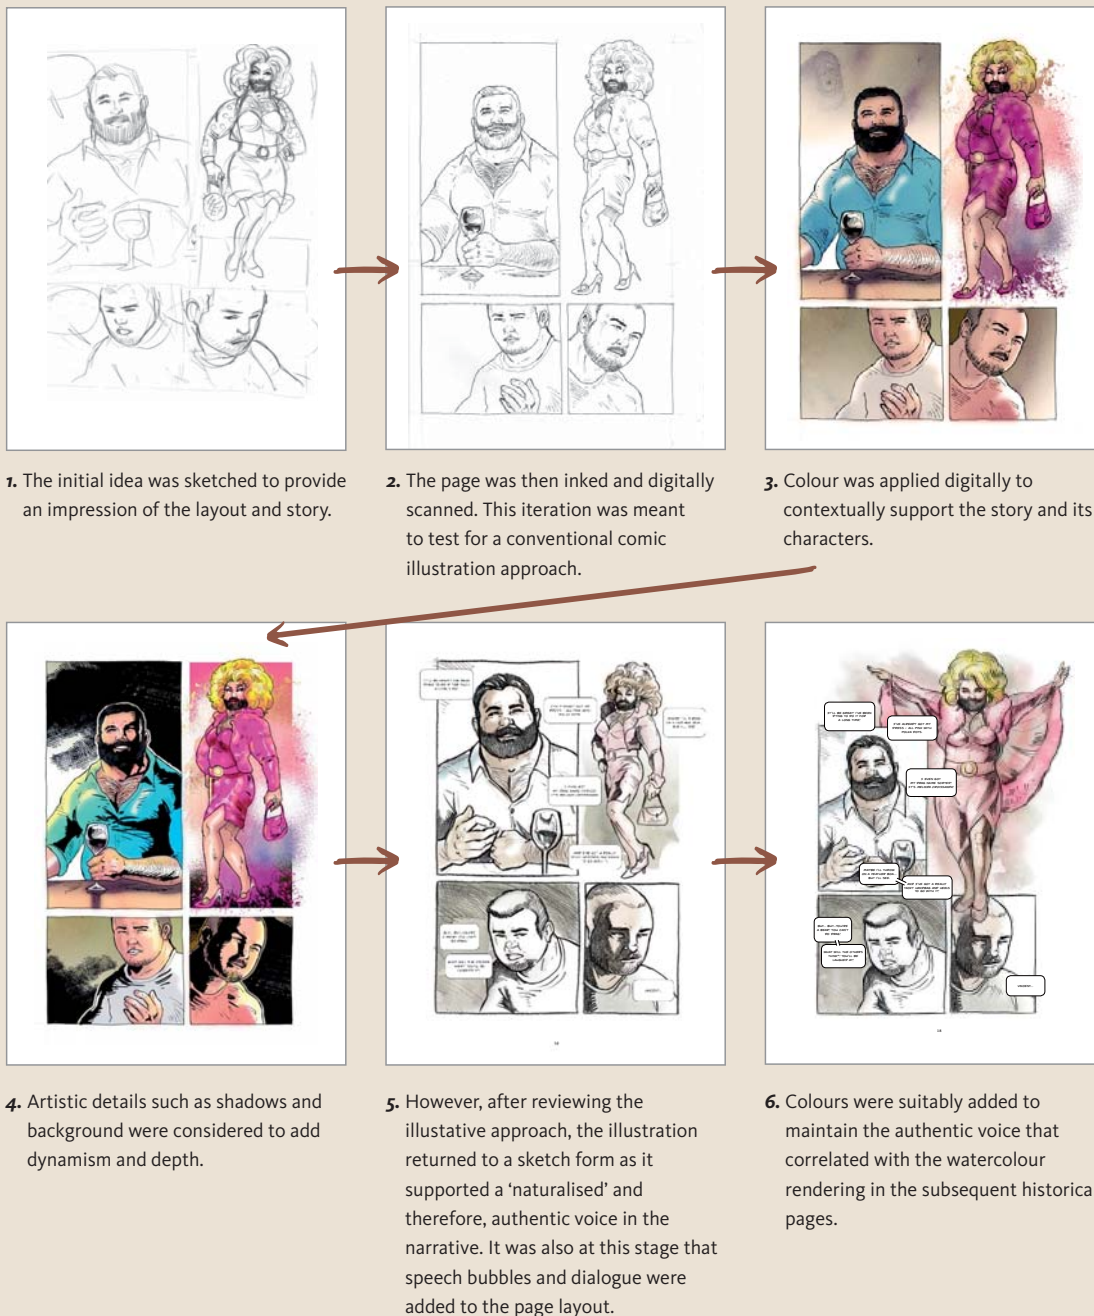 1. The initial idea was sketched to provide
an impression of the layout and story.
2. The page was then inked and digitally
scanned. This iteration was meant
to test for a conventional comic
illustration approach.
3. Colour was applied digitally to
contextually support the story and its
characters.
4. Artistic details such as shadows and
background were considered to add
dynamism and depth.
5. However, after reviewing the
illustative approach, the illustration
returned to a sketch form as it
supported a ‘naturalised’ and
therefore, authentic voice in the
narrative. It was also at this stage that
speech bubbles and dialogue were
added to the page layout.
6. Colours were suitably added to
maintain the authentic voice that
correlated with the watercolour
rendering in the subsequent historica
pages.